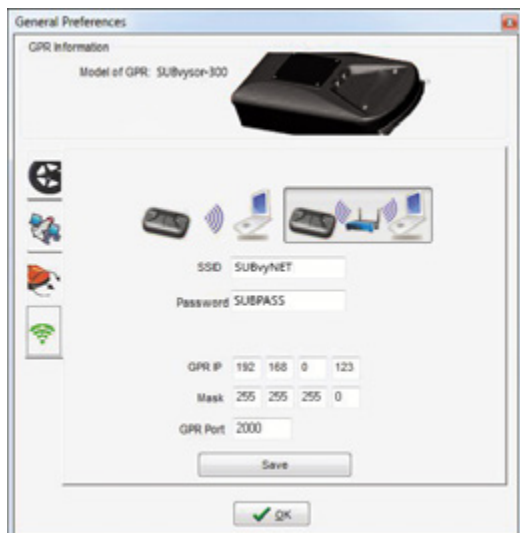 General Preferences
GPR Information
Model of GPR: SUBvysor-300
SSID SUBvyNET
Password SUBPASS
GPR IP 192 168 0 123
Mask 255 255 255 0
GPR Port 2000
Save
OK